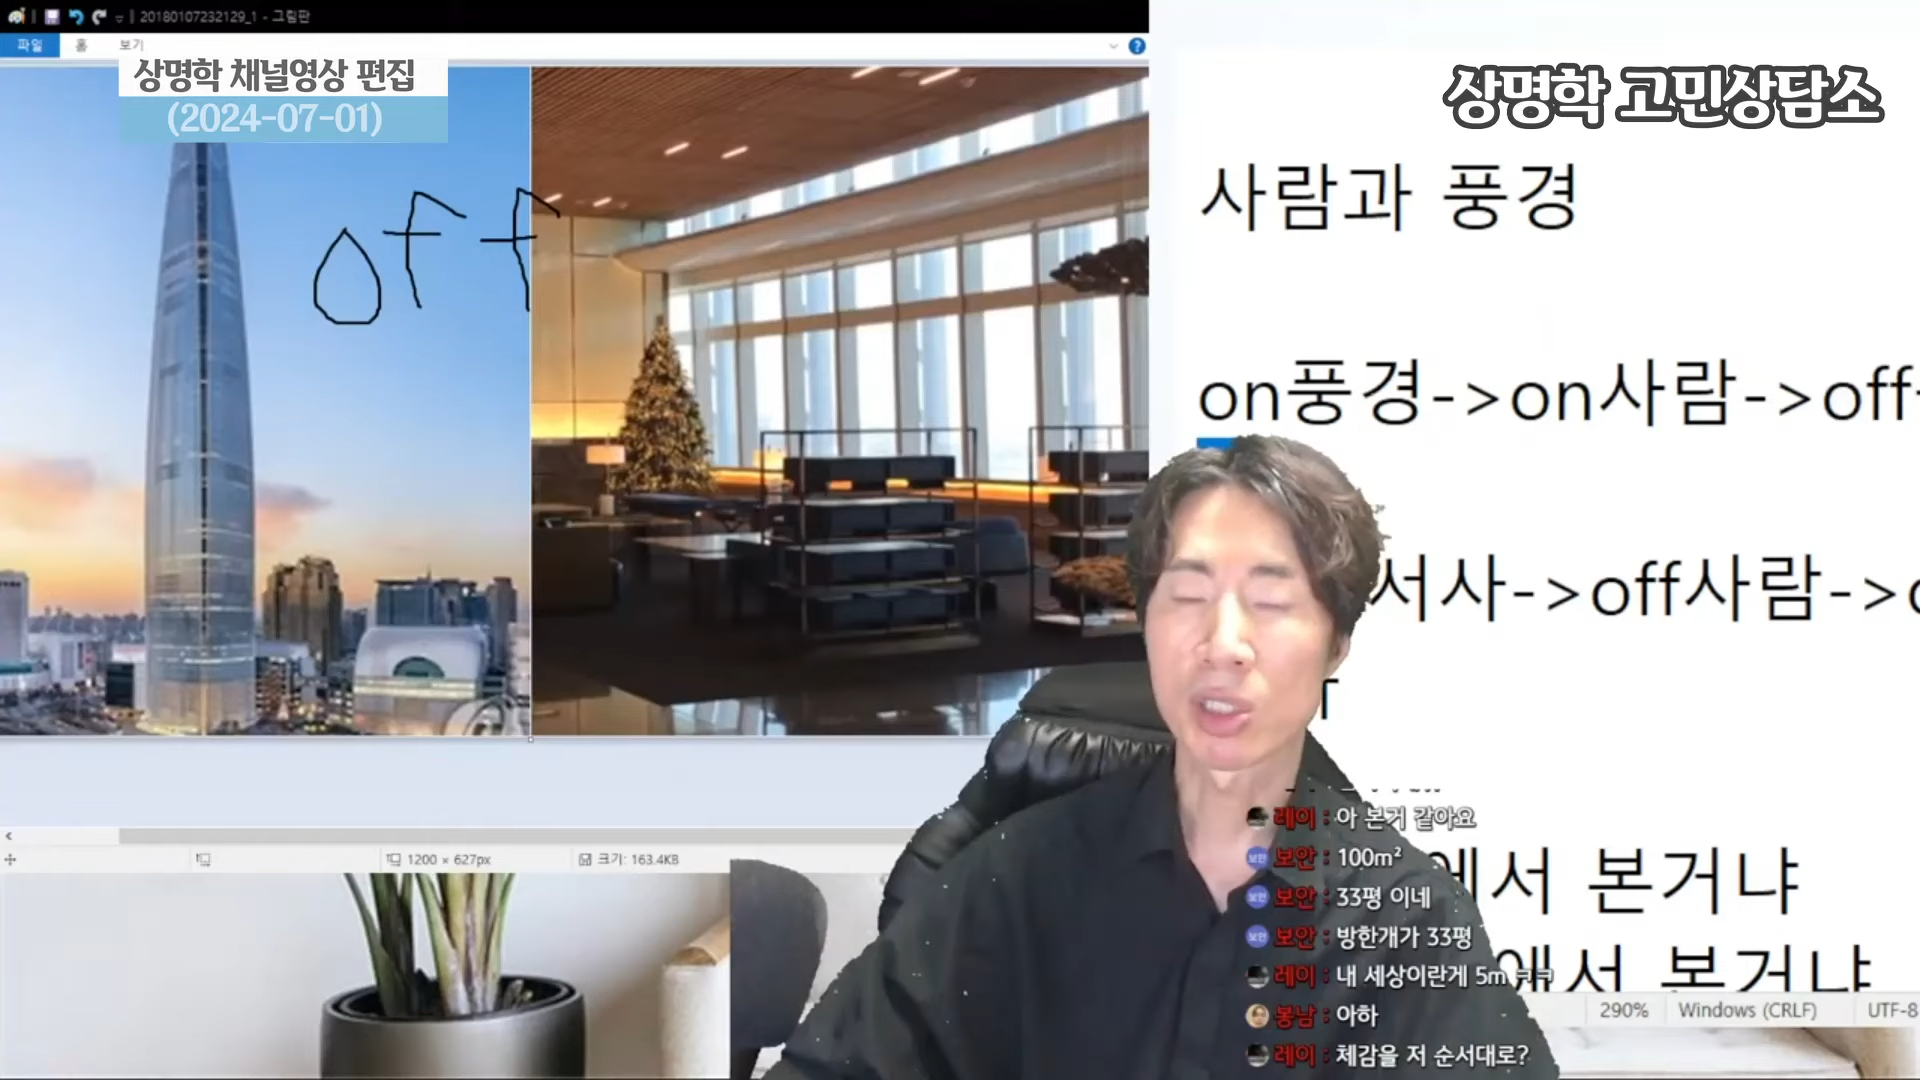 20180107232129_1 - 그림판
파일 홈 보기
상명학 채널영상 편집
(2024-07-01)
off
상명학 고민상담소
사람과 풍경
on풍경->on사람->off
서사->off사람->
에서 본거냐
에서 본거냐
레이 : 아 본거 같아요
보안 : 100m²
보안 : 33평 이네
보안 : 방한개가 33평
레이 : 내 세상이란게 5m ㅋㅋ
봉남 : 아하
레이 : 체감을 저 순서대로?
1200 × 627px
크기: 163.4KB
290% Windows (CRLF) UTF-8